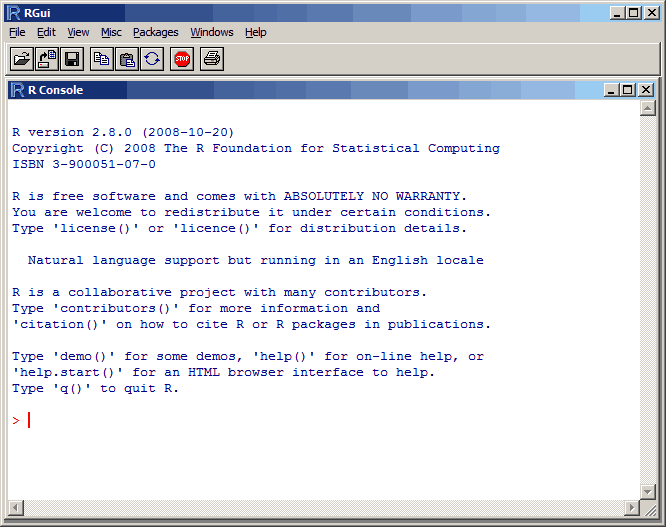 RGui
File Edit View Misc Packages Windows Help
STOP
R Console
R version 2.8.0 (2008-10-20)
Copyright (C) 2008 The R Foundation for Statistical Computing
ISBN 3-900051-07-0
R is free software and comes with ABSOLUTELY NO WARRANTY.
You are welcome to redistribute it under certain conditions.
Type 'license()' or 'licence()' for distribution details.
Natural language support but running in an English locale
R is a collaborative project with many contributors.
Type 'contributors()' for more information and
'citation()' on how to cite R or R packages in publications.
Type 'demo()' for some demos, 'help()' for on-line help, or
'help.start()' for an HTML browser interface to help.
Type 'q()' to quit R.
>